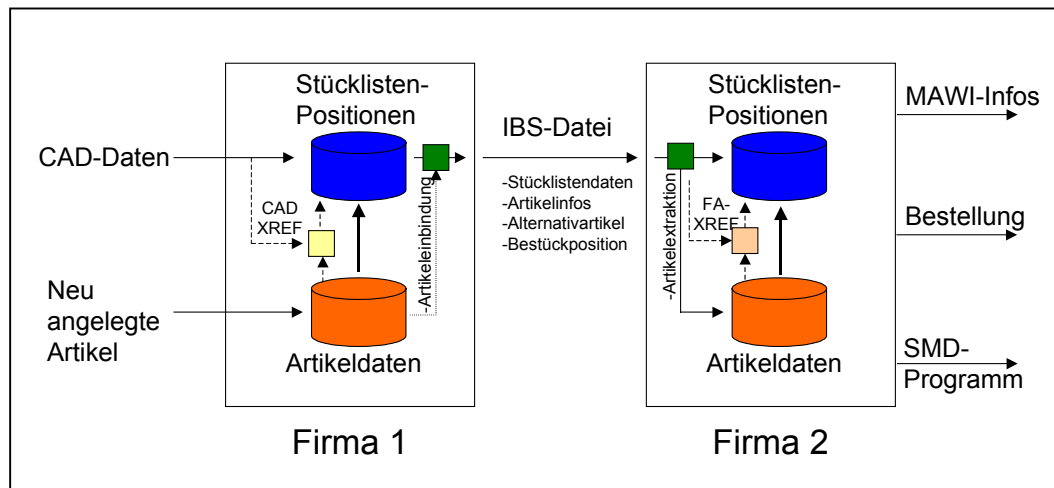 Stücklisten-
Positionen
CAD-Daten
CAD
XREF
-Artikeleinbindung
Neu
angelegte
Artikel
Artikeldaten
Firma 1
IBS-Datei
-Stücklistendaten
-Artikelinfos
-Alternativartikel
-Bestückposition
Stücklisten-
Positionen
-Artikelextraktion
FA-
XREF
Artikeldaten
Firma 2
MAWI-Infos
Bestellung
SMD-
Programm